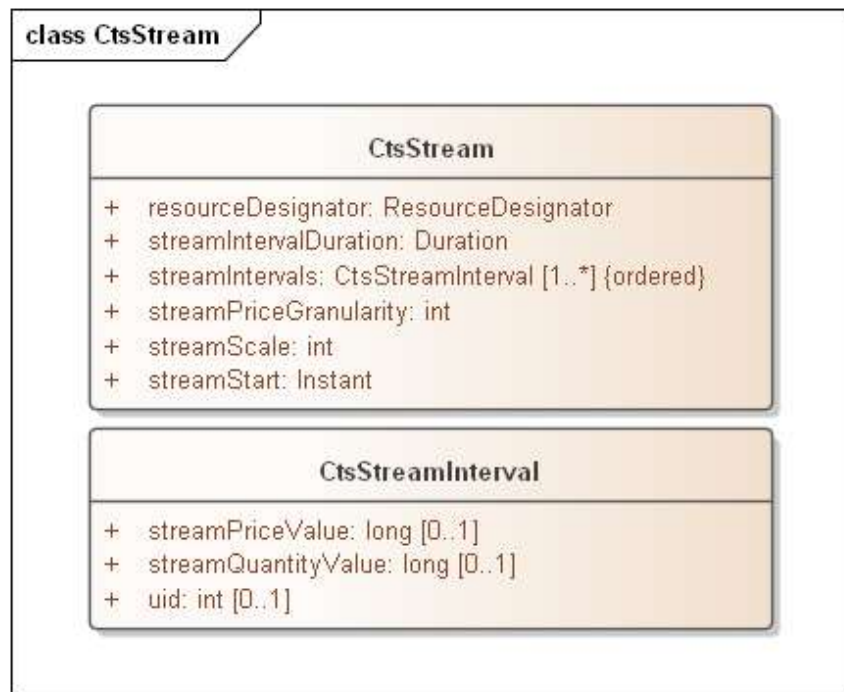 class CtsStream
CtsStream
+ resourceDesignator: ResourceDesignator
+ streamIntervalDuration: Duration
+ streamIntervals: CtsStreamInterval [1..*] {ordered}
+ streamPriceGranularity: int
+ streamScale: int
+ streamStart: Instant
CtsStreamInterval
+ streamPriceValue: long [0..1]
+ streamQuantityValue: long [0..1]
+ uid: int [0..1]